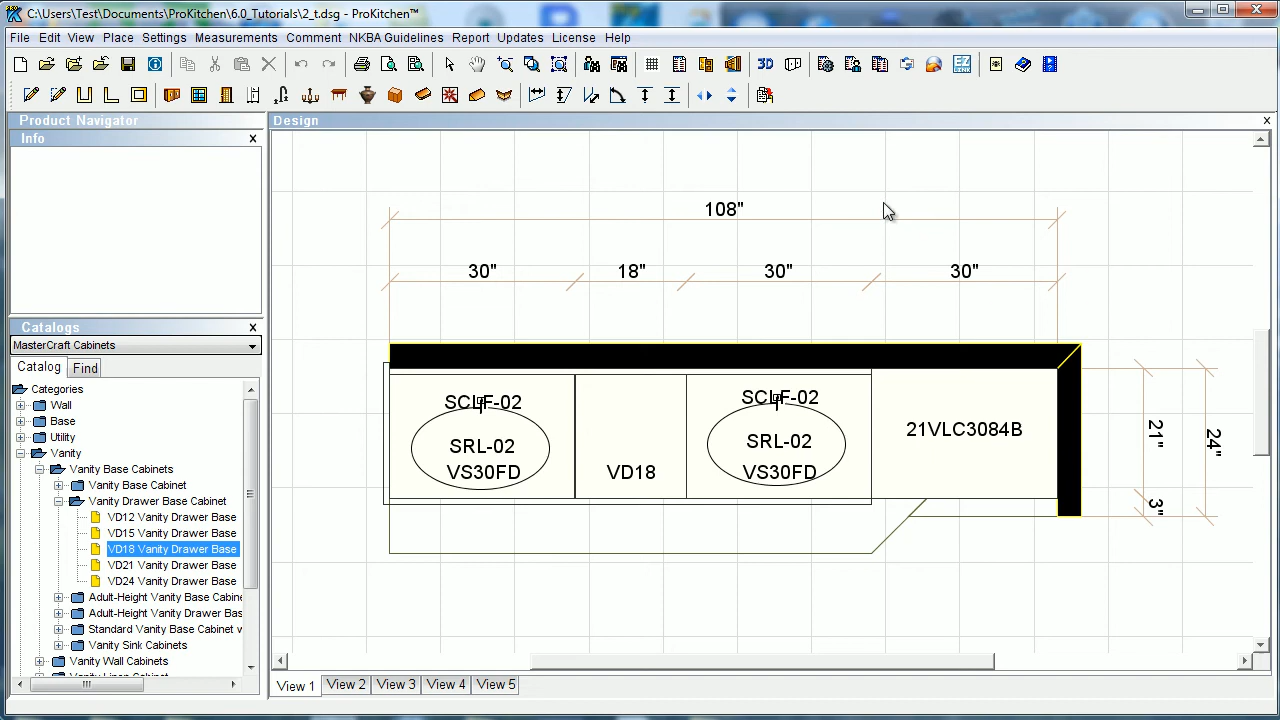 C:\Users\Test\Documents\ProKitchen\6.0_Tutorials\2_t.dsg - ProKitchen™
File Edit View Place Settings Measurements Comment NKBA Guidelines Report Updates License Help
3D
EZ
Product Navigator
Info
Catalogs
MasterCraft Cabinets
Catalog Find
Categories
Wall
Base
Utility
Vanity
Vanity Base Cabinets
Vanity Base Cabinet
Vanity Drawer Base Cabinet
VD12 Vanity Drawer Base
VD15 Vanity Drawer Base
VD18 Vanity Drawer Base
VD21 Vanity Drawer Base
VD24 Vanity Drawer Base
Adult-Height Vanity Base Cabine
Adult-Height Vanity Drawer Bas
Standard Vanity Base Cabinet v
Vanity Sink Cabinets
Vanity Wall Cabinets
Design
108"
30" 18" 30" 30"
SCLF-02
SRL-02
VS30FD
VD18
SCLF-02
SRL-02
VS30FD
21VLC3084B
21"
24"
3"
View 1 View 2 View 3 View 4 View 5